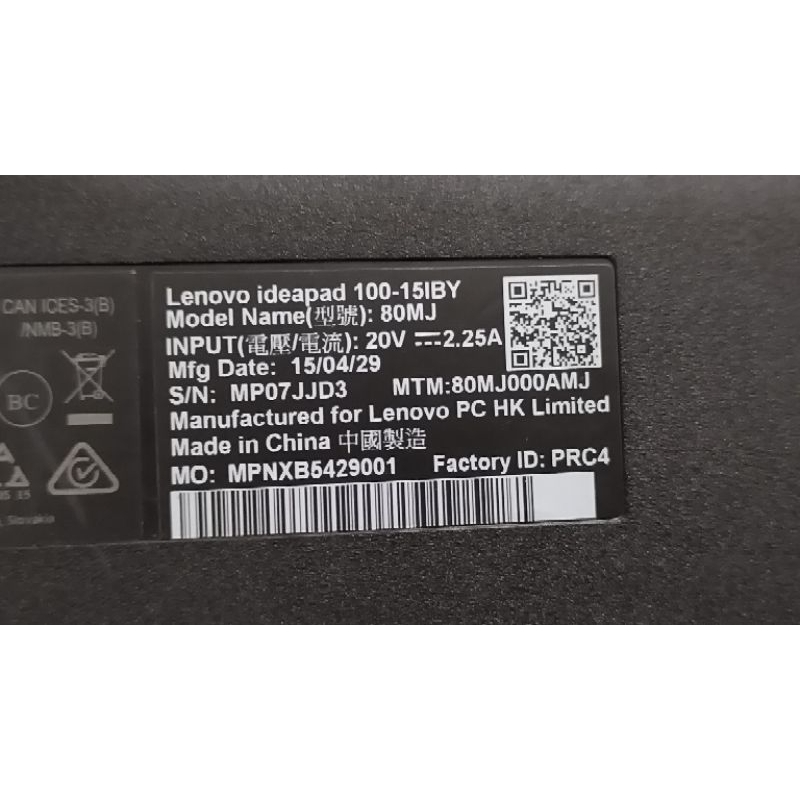 CAN ICES-3(B)
/NMB-3(B)
BC
Lenovo ideapad 100-15IBY
Model Name(型號): 80MJ
INPUT(電壓/電流): 20V ⎓2.25A
Mfg Date: 15/04/29
S/N: MP07JJD3 MTM:80MJ000AMJ
Manufactured for Lenovo PC HK Limited
Made in China 中國製造
MO: MPNXB5429001 Factory ID: PRC4
Slovakia